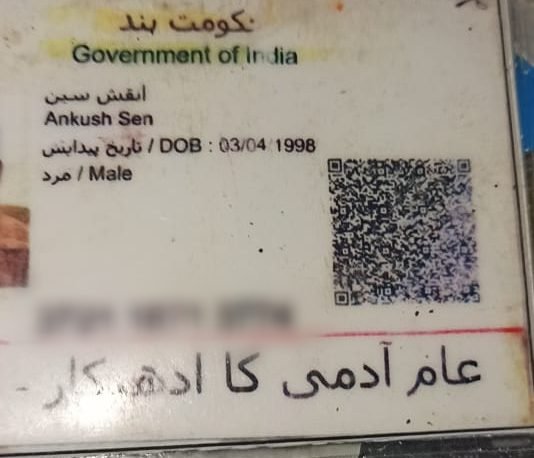 حکومت ہند
Government of India
انقش سین
Ankush Sen
تاریخ پیدایش / DOB : 03/04/1998
مرد / Male
عام آدمی کا ادھیکار